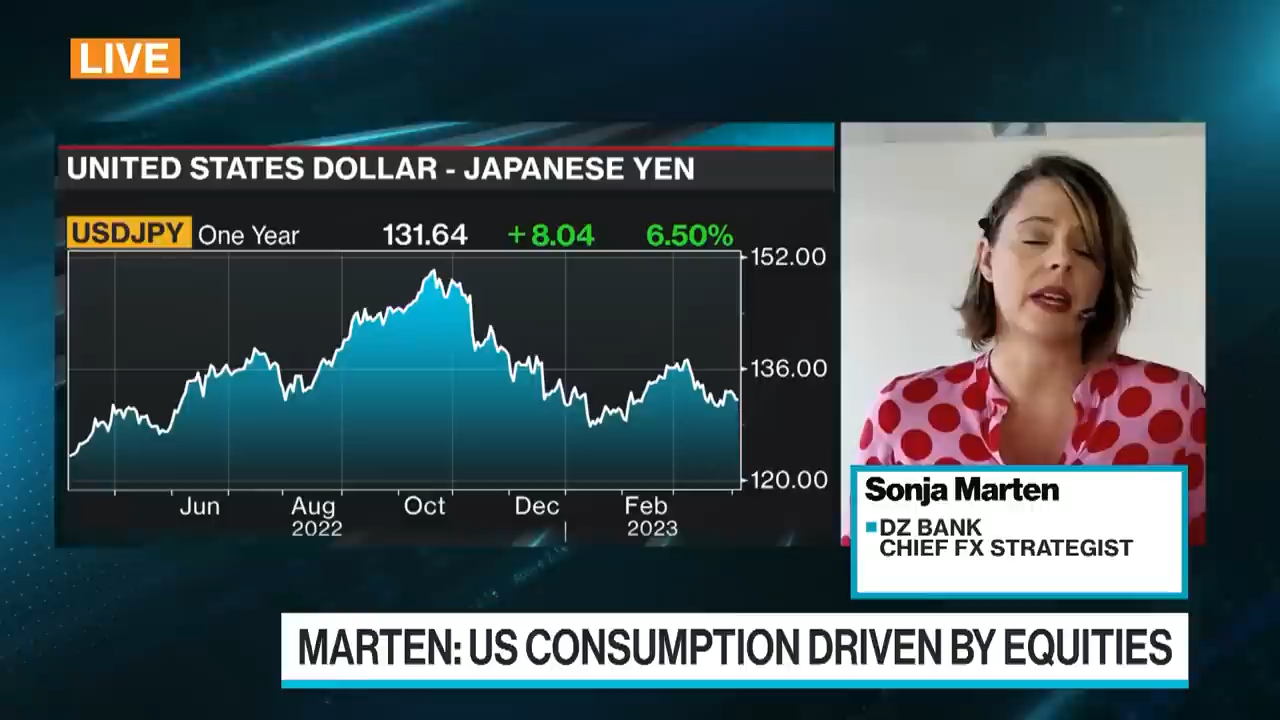 LIVE
UNITED STATES DOLLAR - JAPANESE YEN
USDJPY One Year 131.64 +8.04 6.50%
152.00
136.00
120.00
Jun Aug Oct Dec Feb
2022 2023
Sonja Marten
DZ BANK
CHIEF FX STRATEGIST
MARTEN: US CONSUMPTION DRIVEN BY EQUITIES